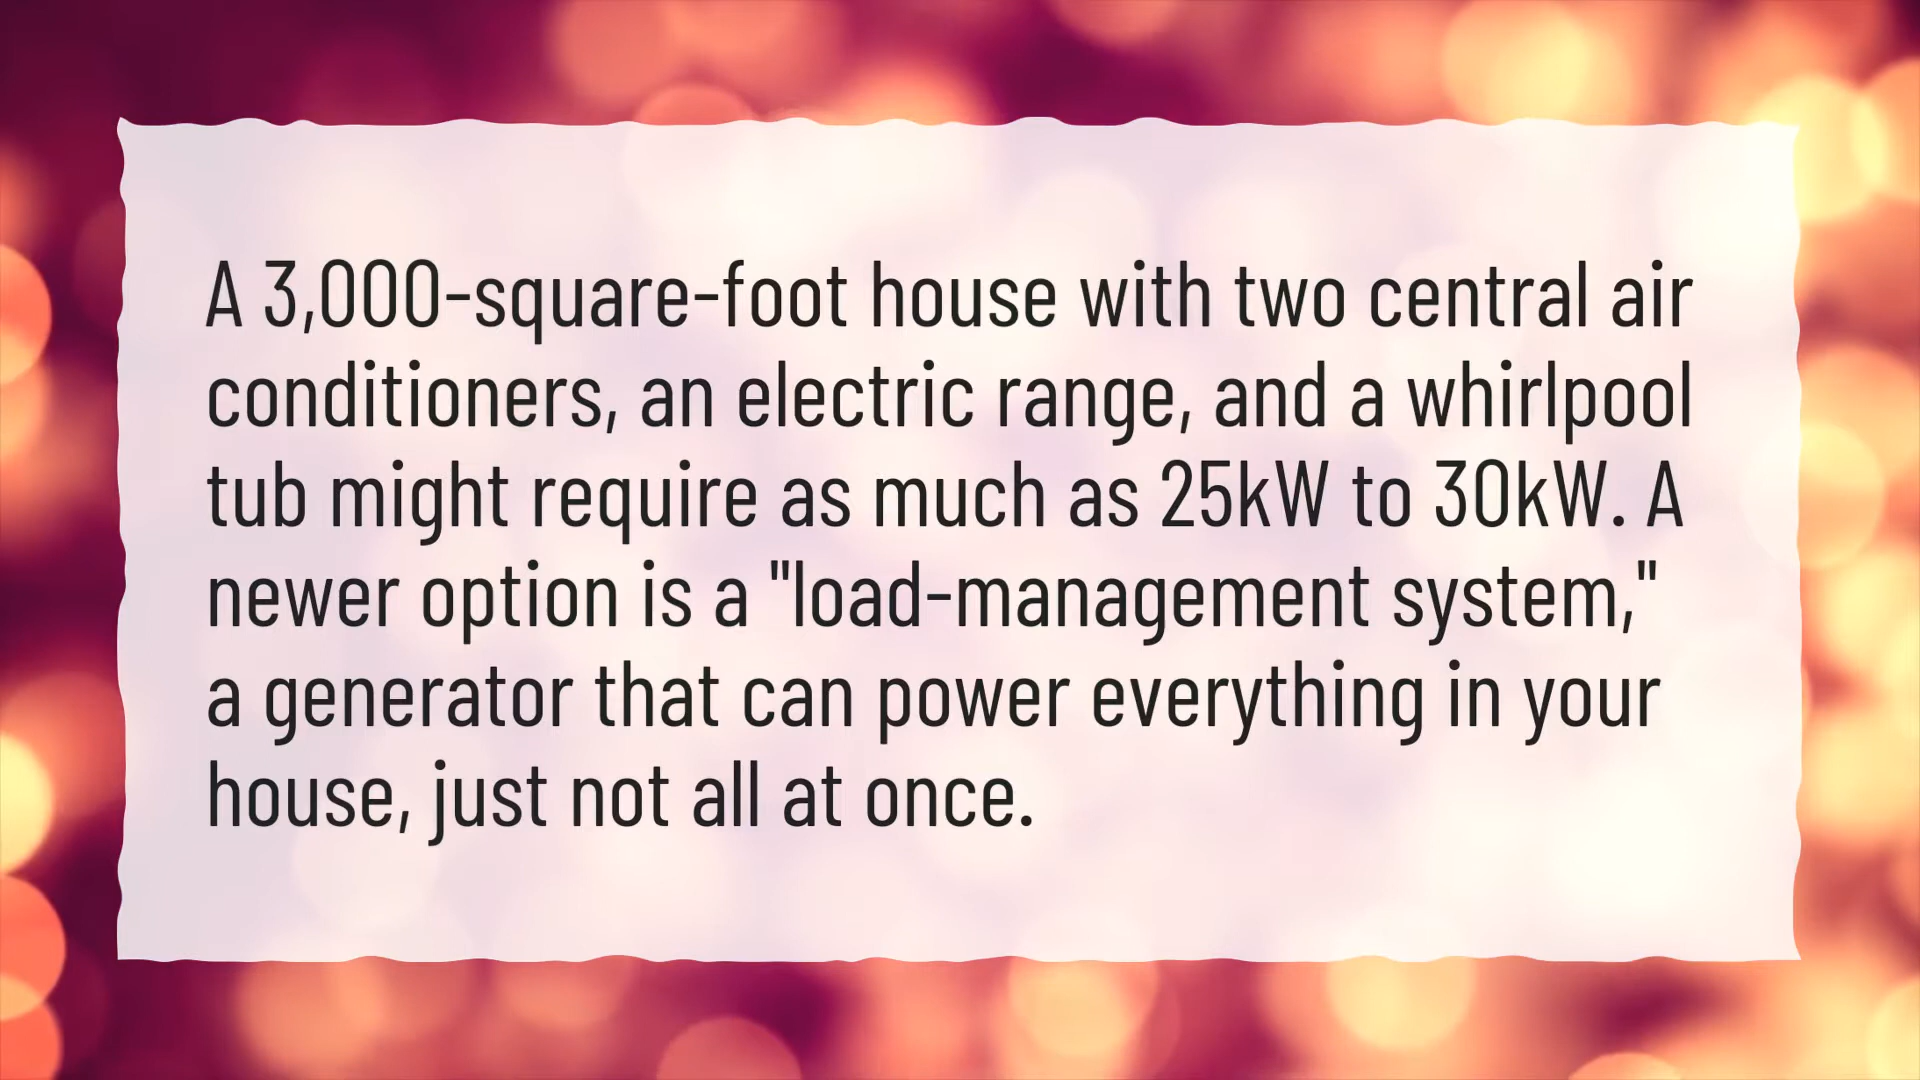 A 3,000-square-foot house with two central air
conditioners, an electric range, and a whirlpool
tub might require as much as 25kW to 30kW. A
newer option is a "load-management system,"
a generator that can power everything in your
house, just not all at once.